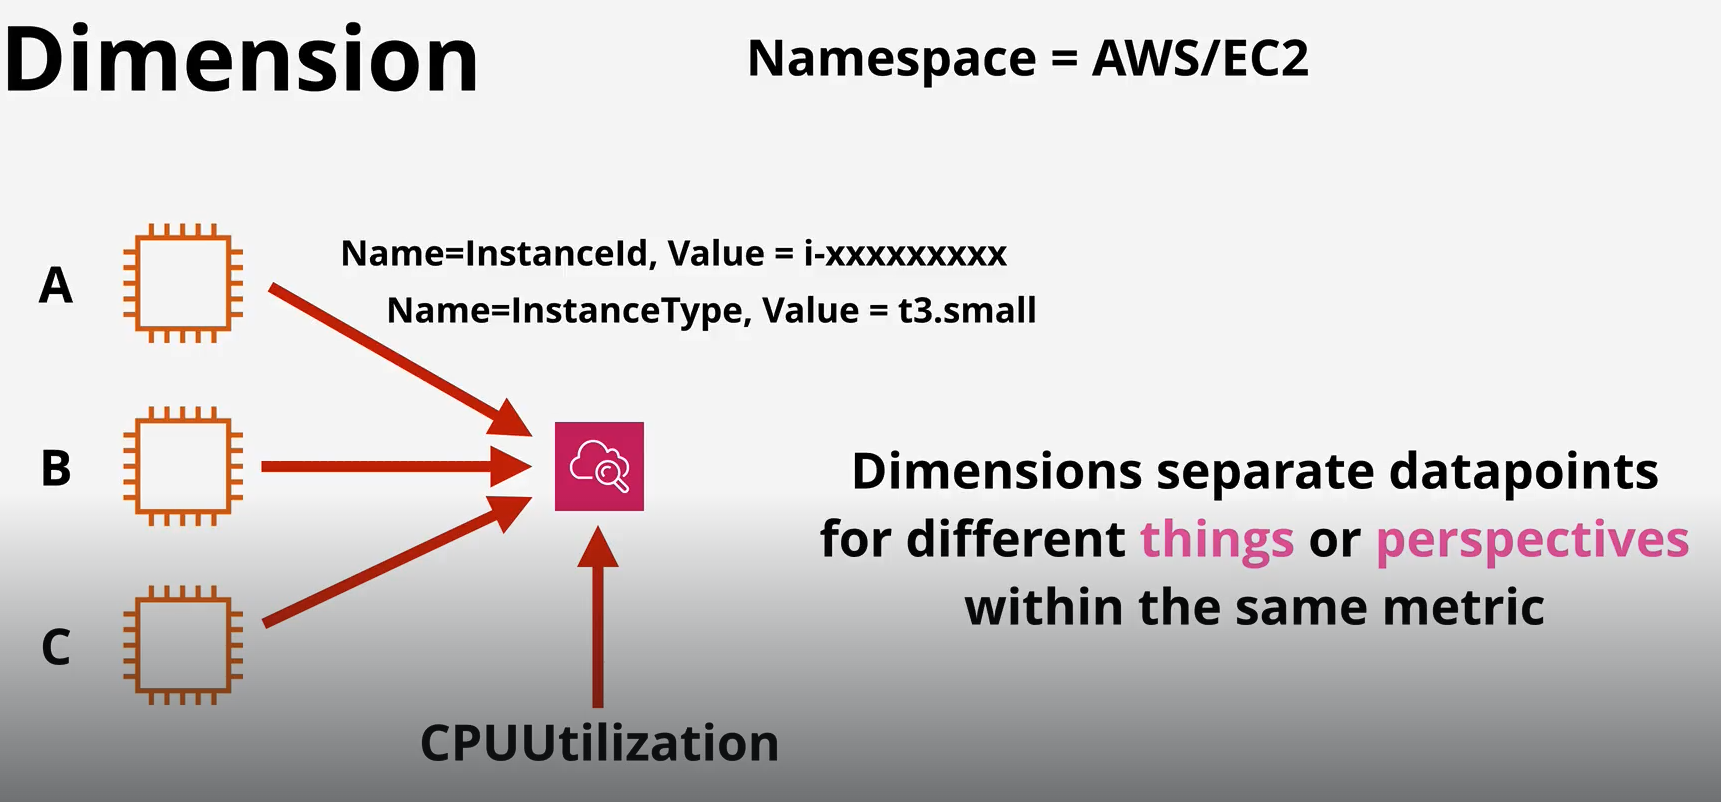 Dimension
Namespace = AWS/EC2
A
Name=InstanceId, Value = i-xxxxxxxxx
Name=InstanceType, Value = t3.small
B
Dimensions separate datapoints
for different things or perspectives
within the same metric
C
CPUUtilization